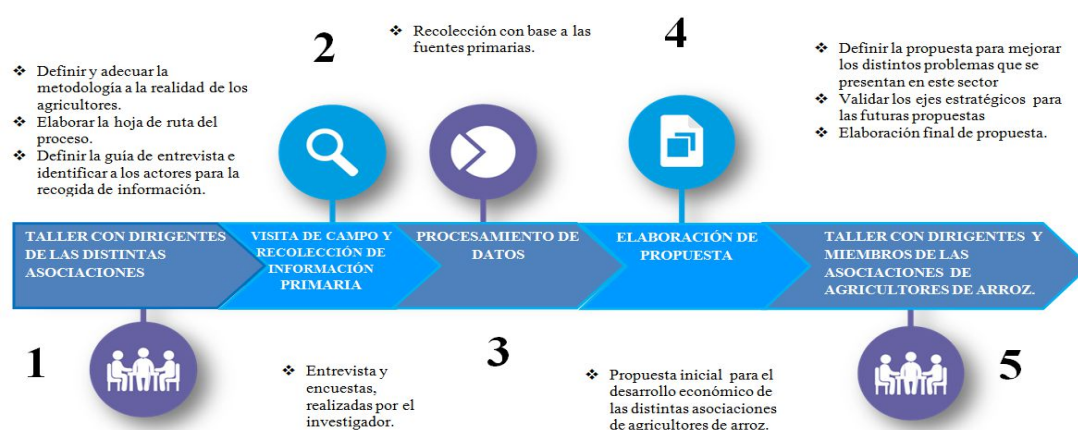 2
❖ Recolección con base a las
fuentes primarias.
4
❖ Definir y adecuar la
metodología a la realidad de los
agricultores.
❖ Elaborar la hoja de ruta del
proceso.
❖ Definir la guía de entrevista e
identificar a los actores para la
recogida de información.
❖ Definir la propuesta para mejorar
los distintos problemas que se
presentan en este sector
❖ Validar los ejes estratégicos para
las futuras propuestas
❖ Elaboración final de propuesta.
TALLER CON DIRIGENTES
DE LAS DISTINTAS
ASOCIACIONES
VISITA DE CAMPO Y
RECOLECCIÓN DE
INFORMACIÓN
PRIMARIA
PROCESAMIENTO DE
DATOS
ELABORACIÓN DE
PROPUESTA
TALLER CON DIRIGENTES Y
MIEMBROS DE LAS
ASOCIACIONES DE
AGRICULTORES DE ARROZ.
1
❖ Entrevista y
encuestas,
realizadas por el
investigador.
3
❖ Propuesta inicial para el
desarrollo económico de
las distintas asociaciones
de agricultores de arroz.
5